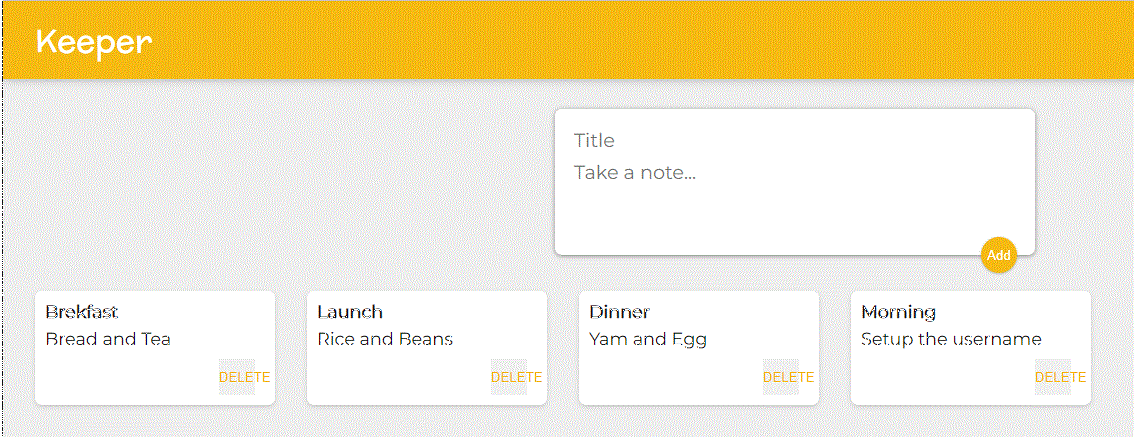 Keeper
Title
Take a note...
Add
Brekfast
Bread and Tea
DELETE
Launch
Rice and Beans
DELETE
Dinner
Yam and Egg
DELETE
Morning
Setup the username
DELETE